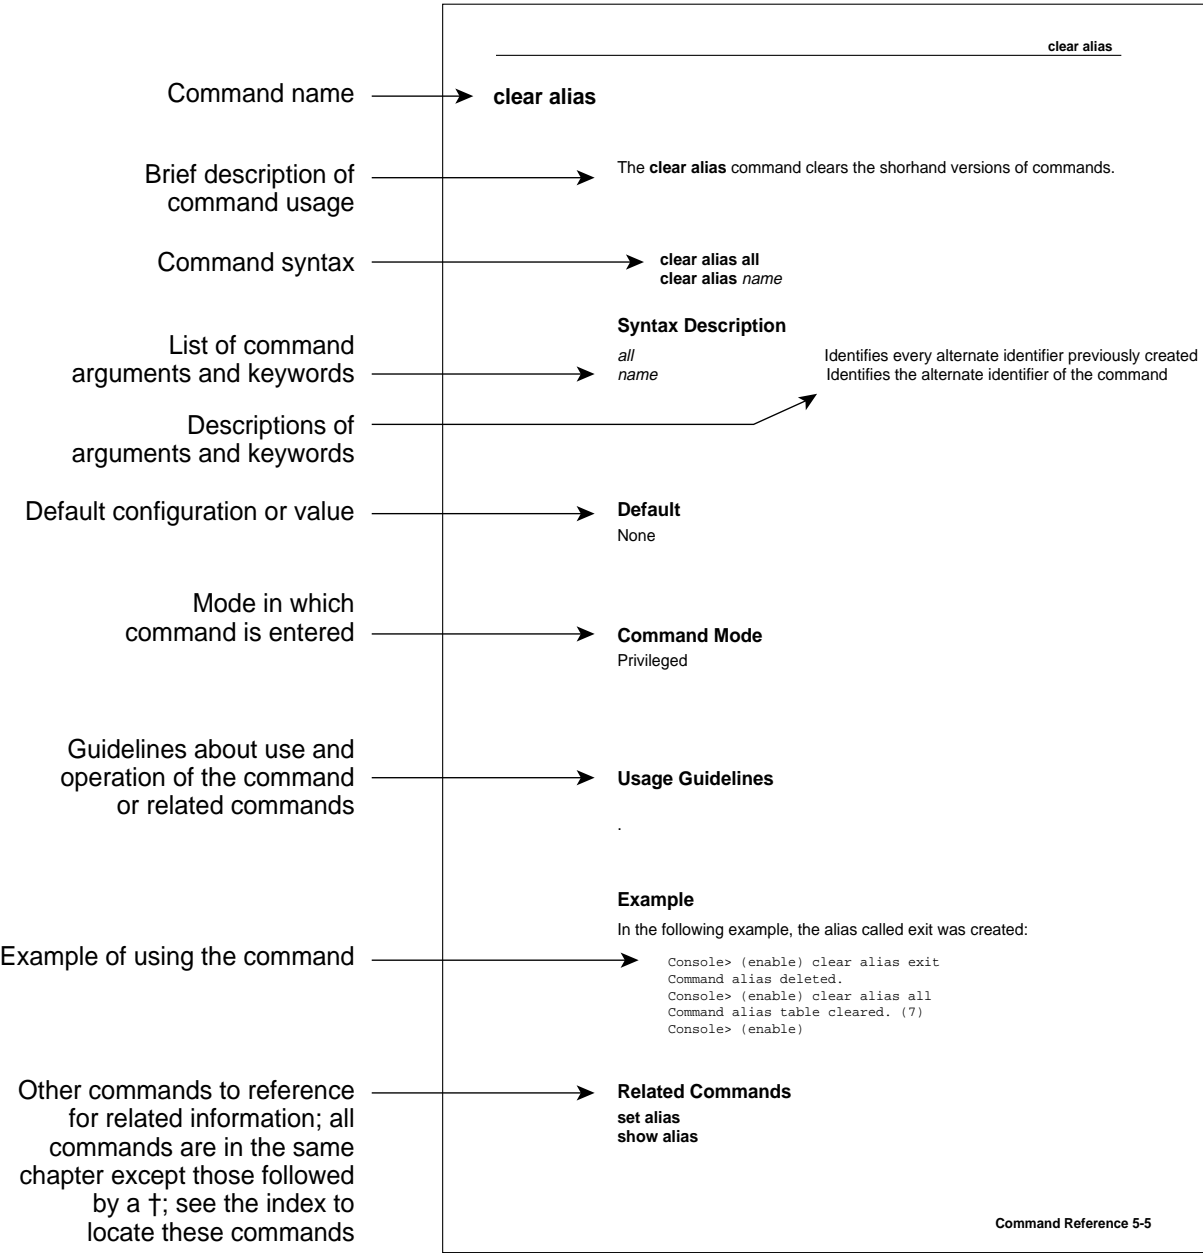 clear alias
Command name
clear alias
Brief description of
command usage
The clear alias command clears the shorhand versions of commands.
Command syntax
clear alias all
clear alias name
Syntax Description
List of command
arguments and keywords
all Identifies every alternate identifier previously created
name Identifies the alternate identifier of the command
Descriptions of
arguments and keywords
Default configuration or value
Default
None
Mode in which
command is entered
Command Mode
Privileged
Guidelines about use and
operation of the command
or related commands
Usage Guidelines
.
Example
In the following example, the alias called exit was created:
Example of using the command
Console> (enable) clear alias exit
Command alias deleted.
Console> (enable) clear alias all
Command alias table cleared. (7)
Console> (enable)
Other commands to reference
for related information; all
commands are in the same
chapter except those followed
by a †; see the index to
locate these commands
Related Commands
set alias
show alias
Command Reference 5-5